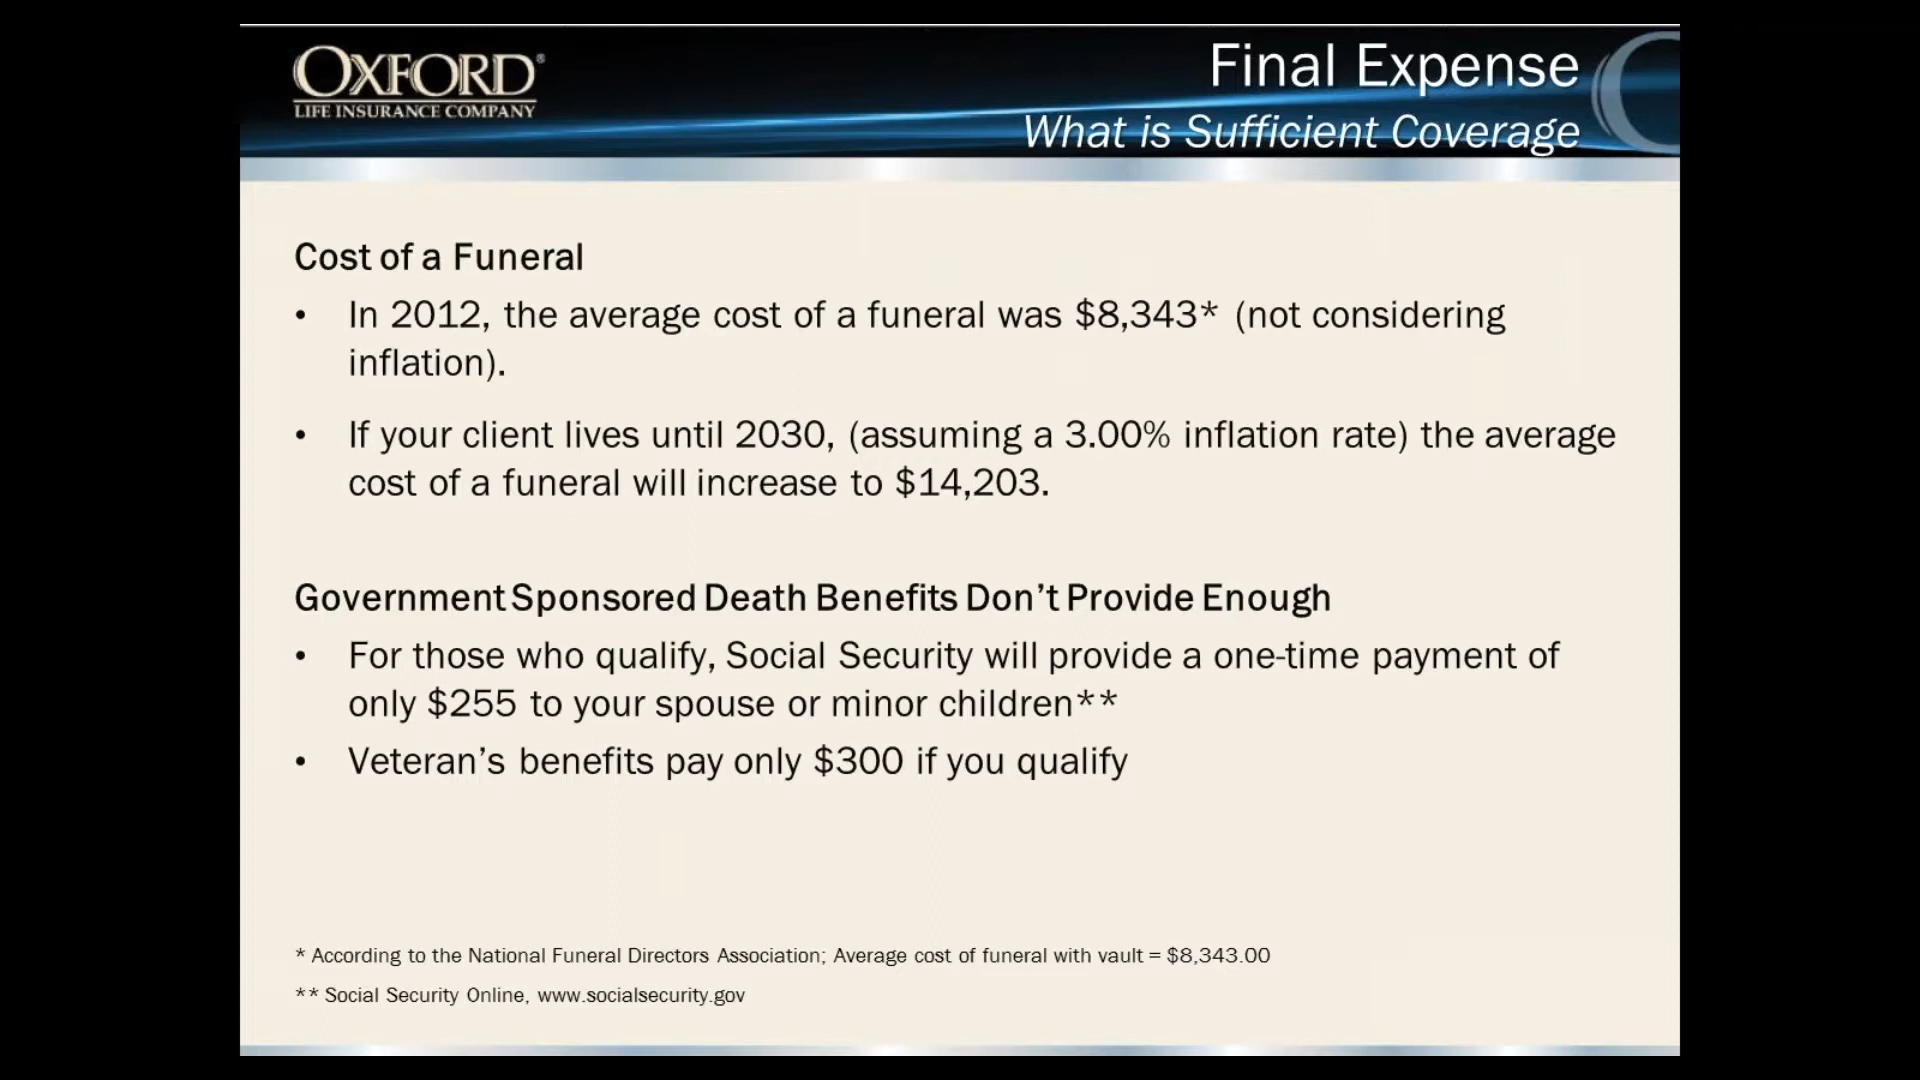 OXFORD®
LIFE INSURANCE COMPANY
Final Expense
What is Sufficient Coverage
Cost of a Funeral
• In 2012, the average cost of a funeral was $8,343* (not considering
inflation).
• If your client lives until 2030, (assuming a 3.00% inflation rate) the average
cost of a funeral will increase to $14,203.
Government Sponsored Death Benefits Don’t Provide Enough
• For those who qualify, Social Security will provide a one-time payment of
only $255 to your spouse or minor children**
• Veteran’s benefits pay only $300 if you qualify
* According to the National Funeral Directors Association; Average cost of funeral with vault = $8,343.00
** Social Security Online, www.socialsecurity.gov